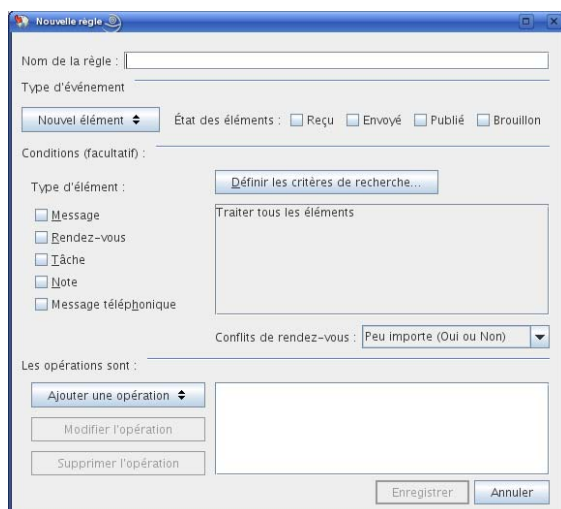 Nouvelle règle
Nom de la règle :
Type d'événement
Nouvel élément
État des éléments : Reçu Envoyé Publié Brouillon
Conditions (facultatif) :
Type d'élément :
Définir les critères de recherche...
Message
Rendez-vous
Tâche
Note
Message téléphonique
Traiter tous les éléments
Conflits de rendez-vous : Peu importe (Oui ou Non)
Les opérations sont :
Ajouter une opération
Modifier l'opération
Supprimer l'opération
Enregistrer Annuler